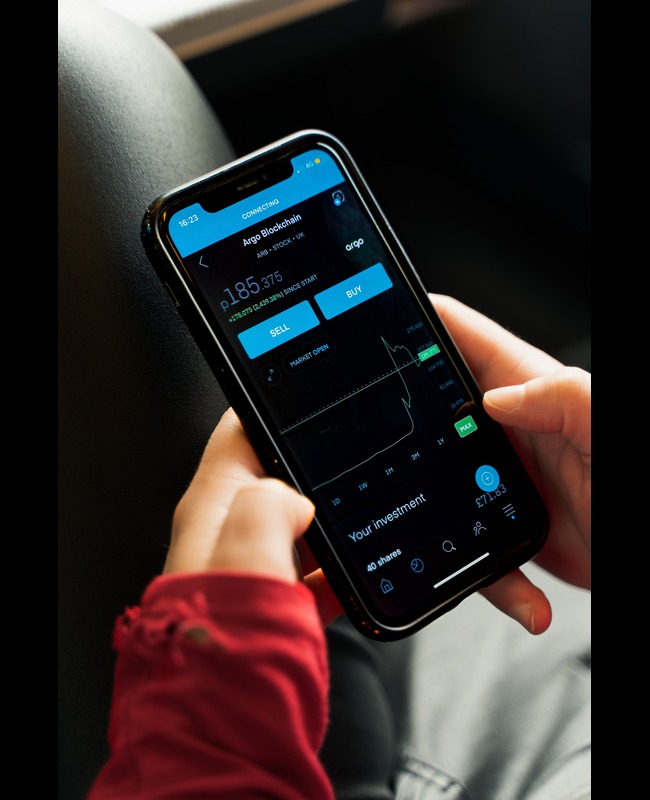 16:23
4G
CONNECTING
Argo Blockchain
ARB • STOCK • UK
argo
p185.375
+178.075 (2,439.38%) SINCE START
SELL
BUY
MARKET OPEN
MAX
1D 1W 1M 3M 1Y
Your investment
£71.83
40 shares